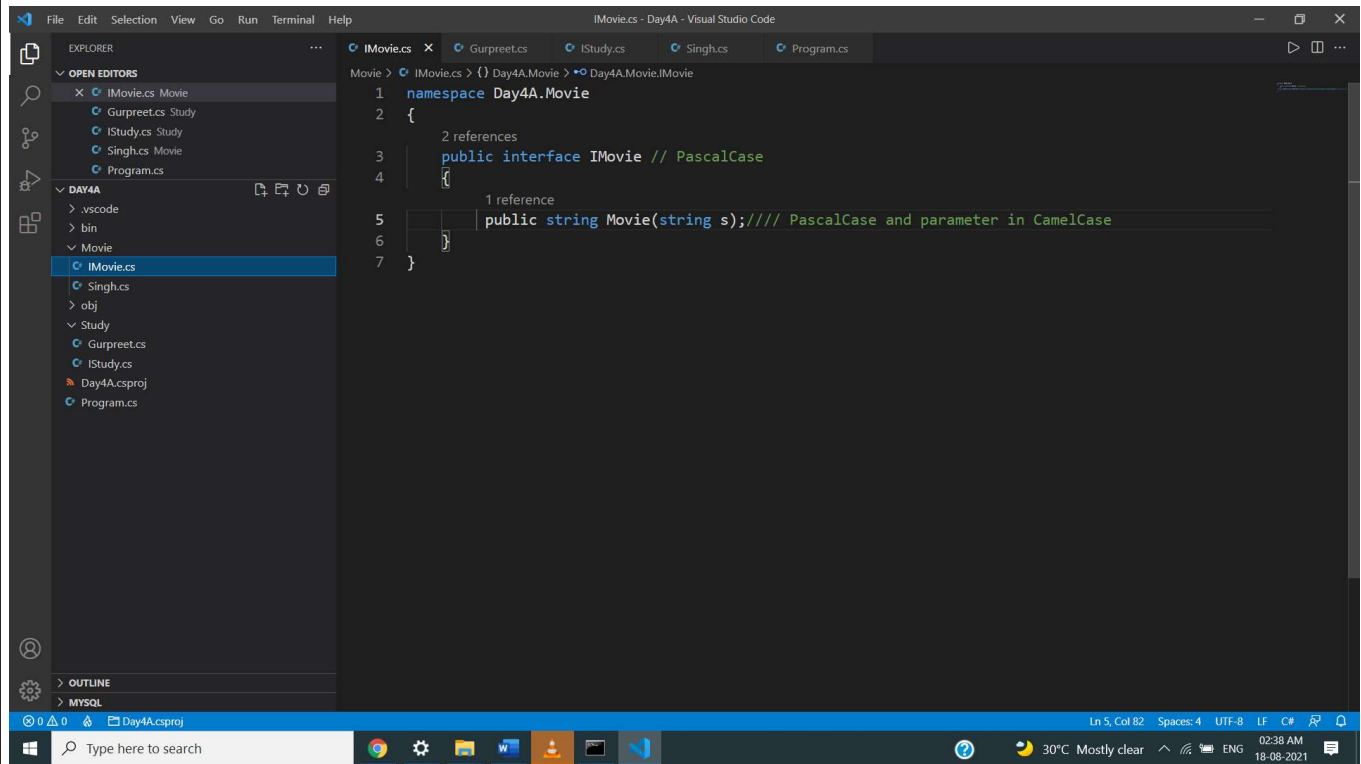 File Edit Selection View Go Run Terminal Help
IMovie.cs - Day4A - Visual Studio Code
EXPLORER
OPEN EDITORS
IMovie.cs Movie
Gurpreet.cs Study
IStudy.cs Study
Singh.cs Movie
Program.cs
DAY4A
.vscode
bin
Movie
IMovie.cs
Singh.cs
obj
Study
Gurpreet.cs
IStudy.cs
Day4A.csproj
Program.cs
OUTLINE
MYSQL
IMovie.cs Gurpreet.cs IStudy.cs Singh.cs Program.cs
Movie > IMovie.cs > {} Day4A.Movie > Day4A.Movie.IMovie
1 namespace Day4A.Movie
2 {
2 references
3 public interface IMovie // PascalCase
4 {
1 reference
5 public string Movie(string s);//// PascalCase and parameter in CamelCase
6 }
7 }
0 0 Day4A.csproj
Ln 5, Col 82 Spaces: 4 UTF-8 LF C#
Type here to search
30°C Mostly clear ENG
02:38 AM
18-08-2021